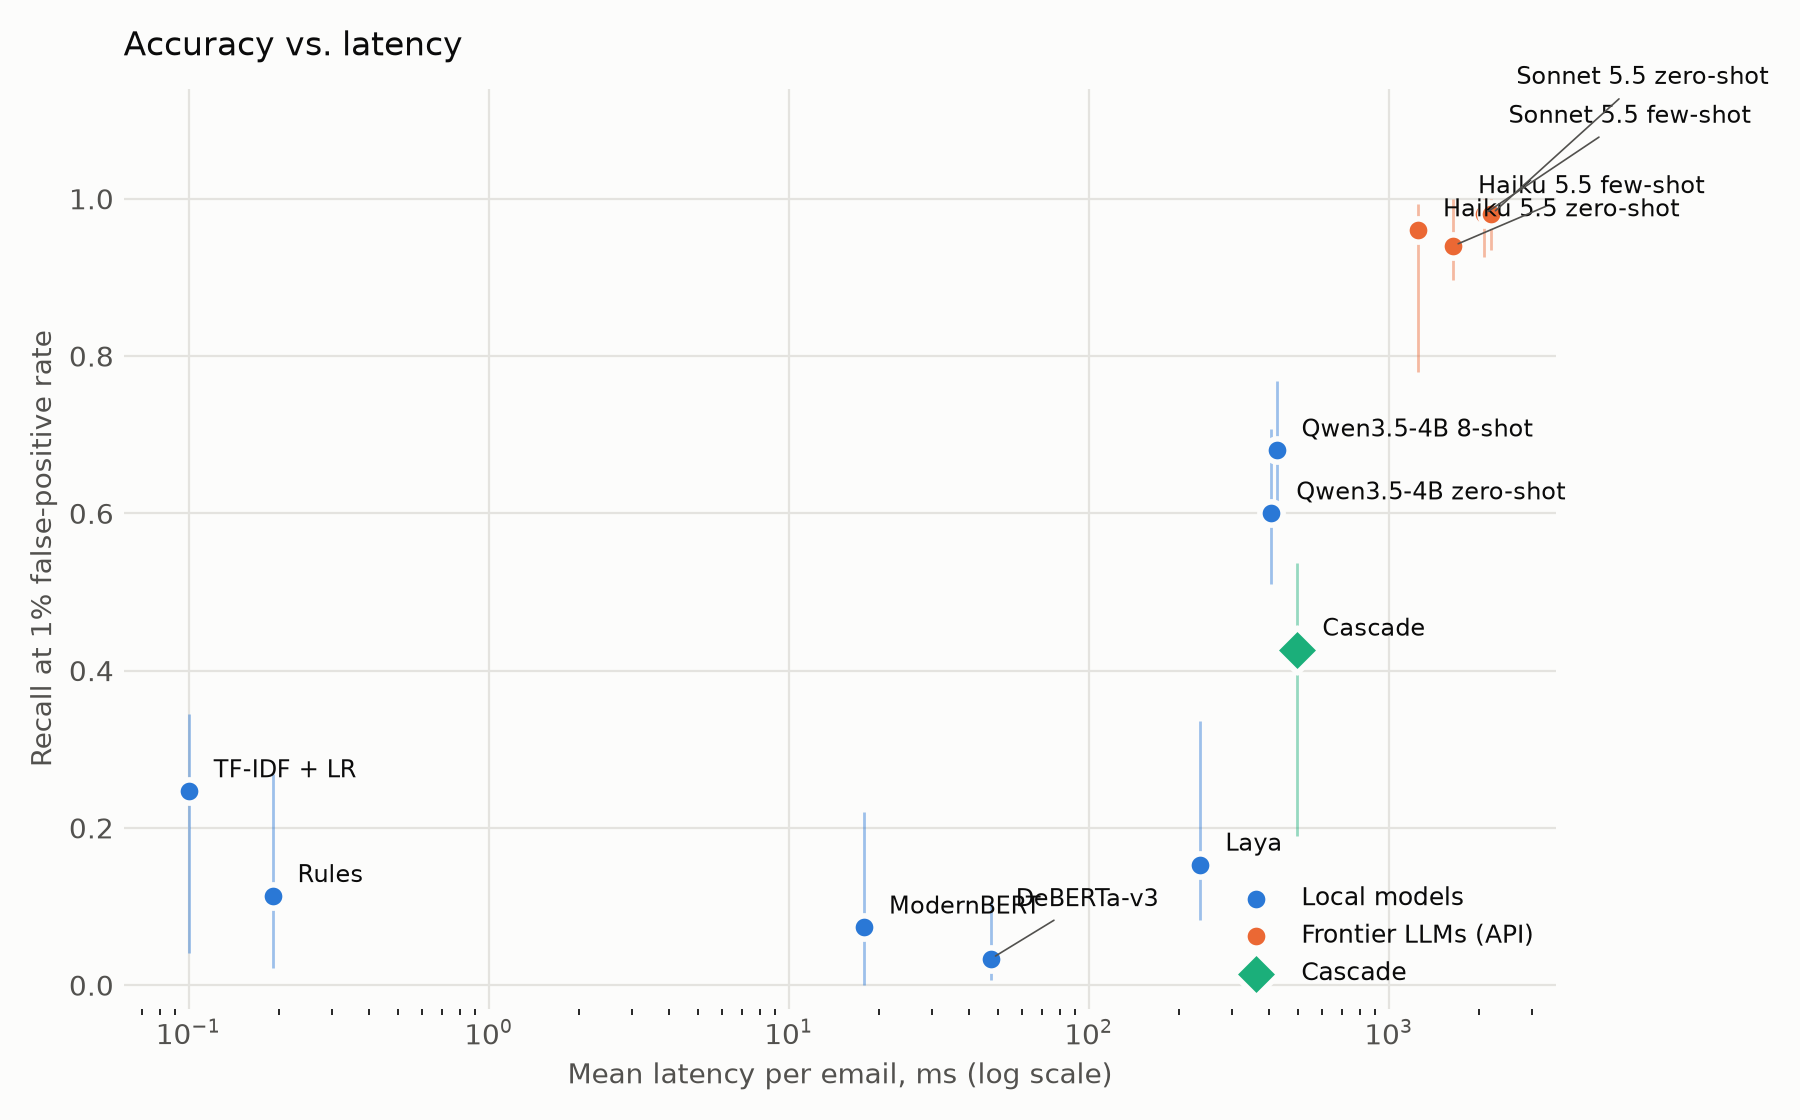 Accuracy vs. latency
Sonnet 5.5 zero-shot
Sonnet 5.5 few-shot
Haiku 5.5 few-shot
Haiku 5.5 zero-shot
Qwen3.5-4B 8-shot
Qwen3.5-4B zero-shot
Cascade
TF-IDF + LR
Rules
Laya
ModernBERT
DeBERTa-v3
Local models
Frontier LLMs (API)
Cascade
Recall at 1% false-positive rate
1.0
0.8
0.6
0.4
0.2
0.0
10⁻¹
10⁰
10¹
10²
10³
Mean latency per email, ms (log scale)